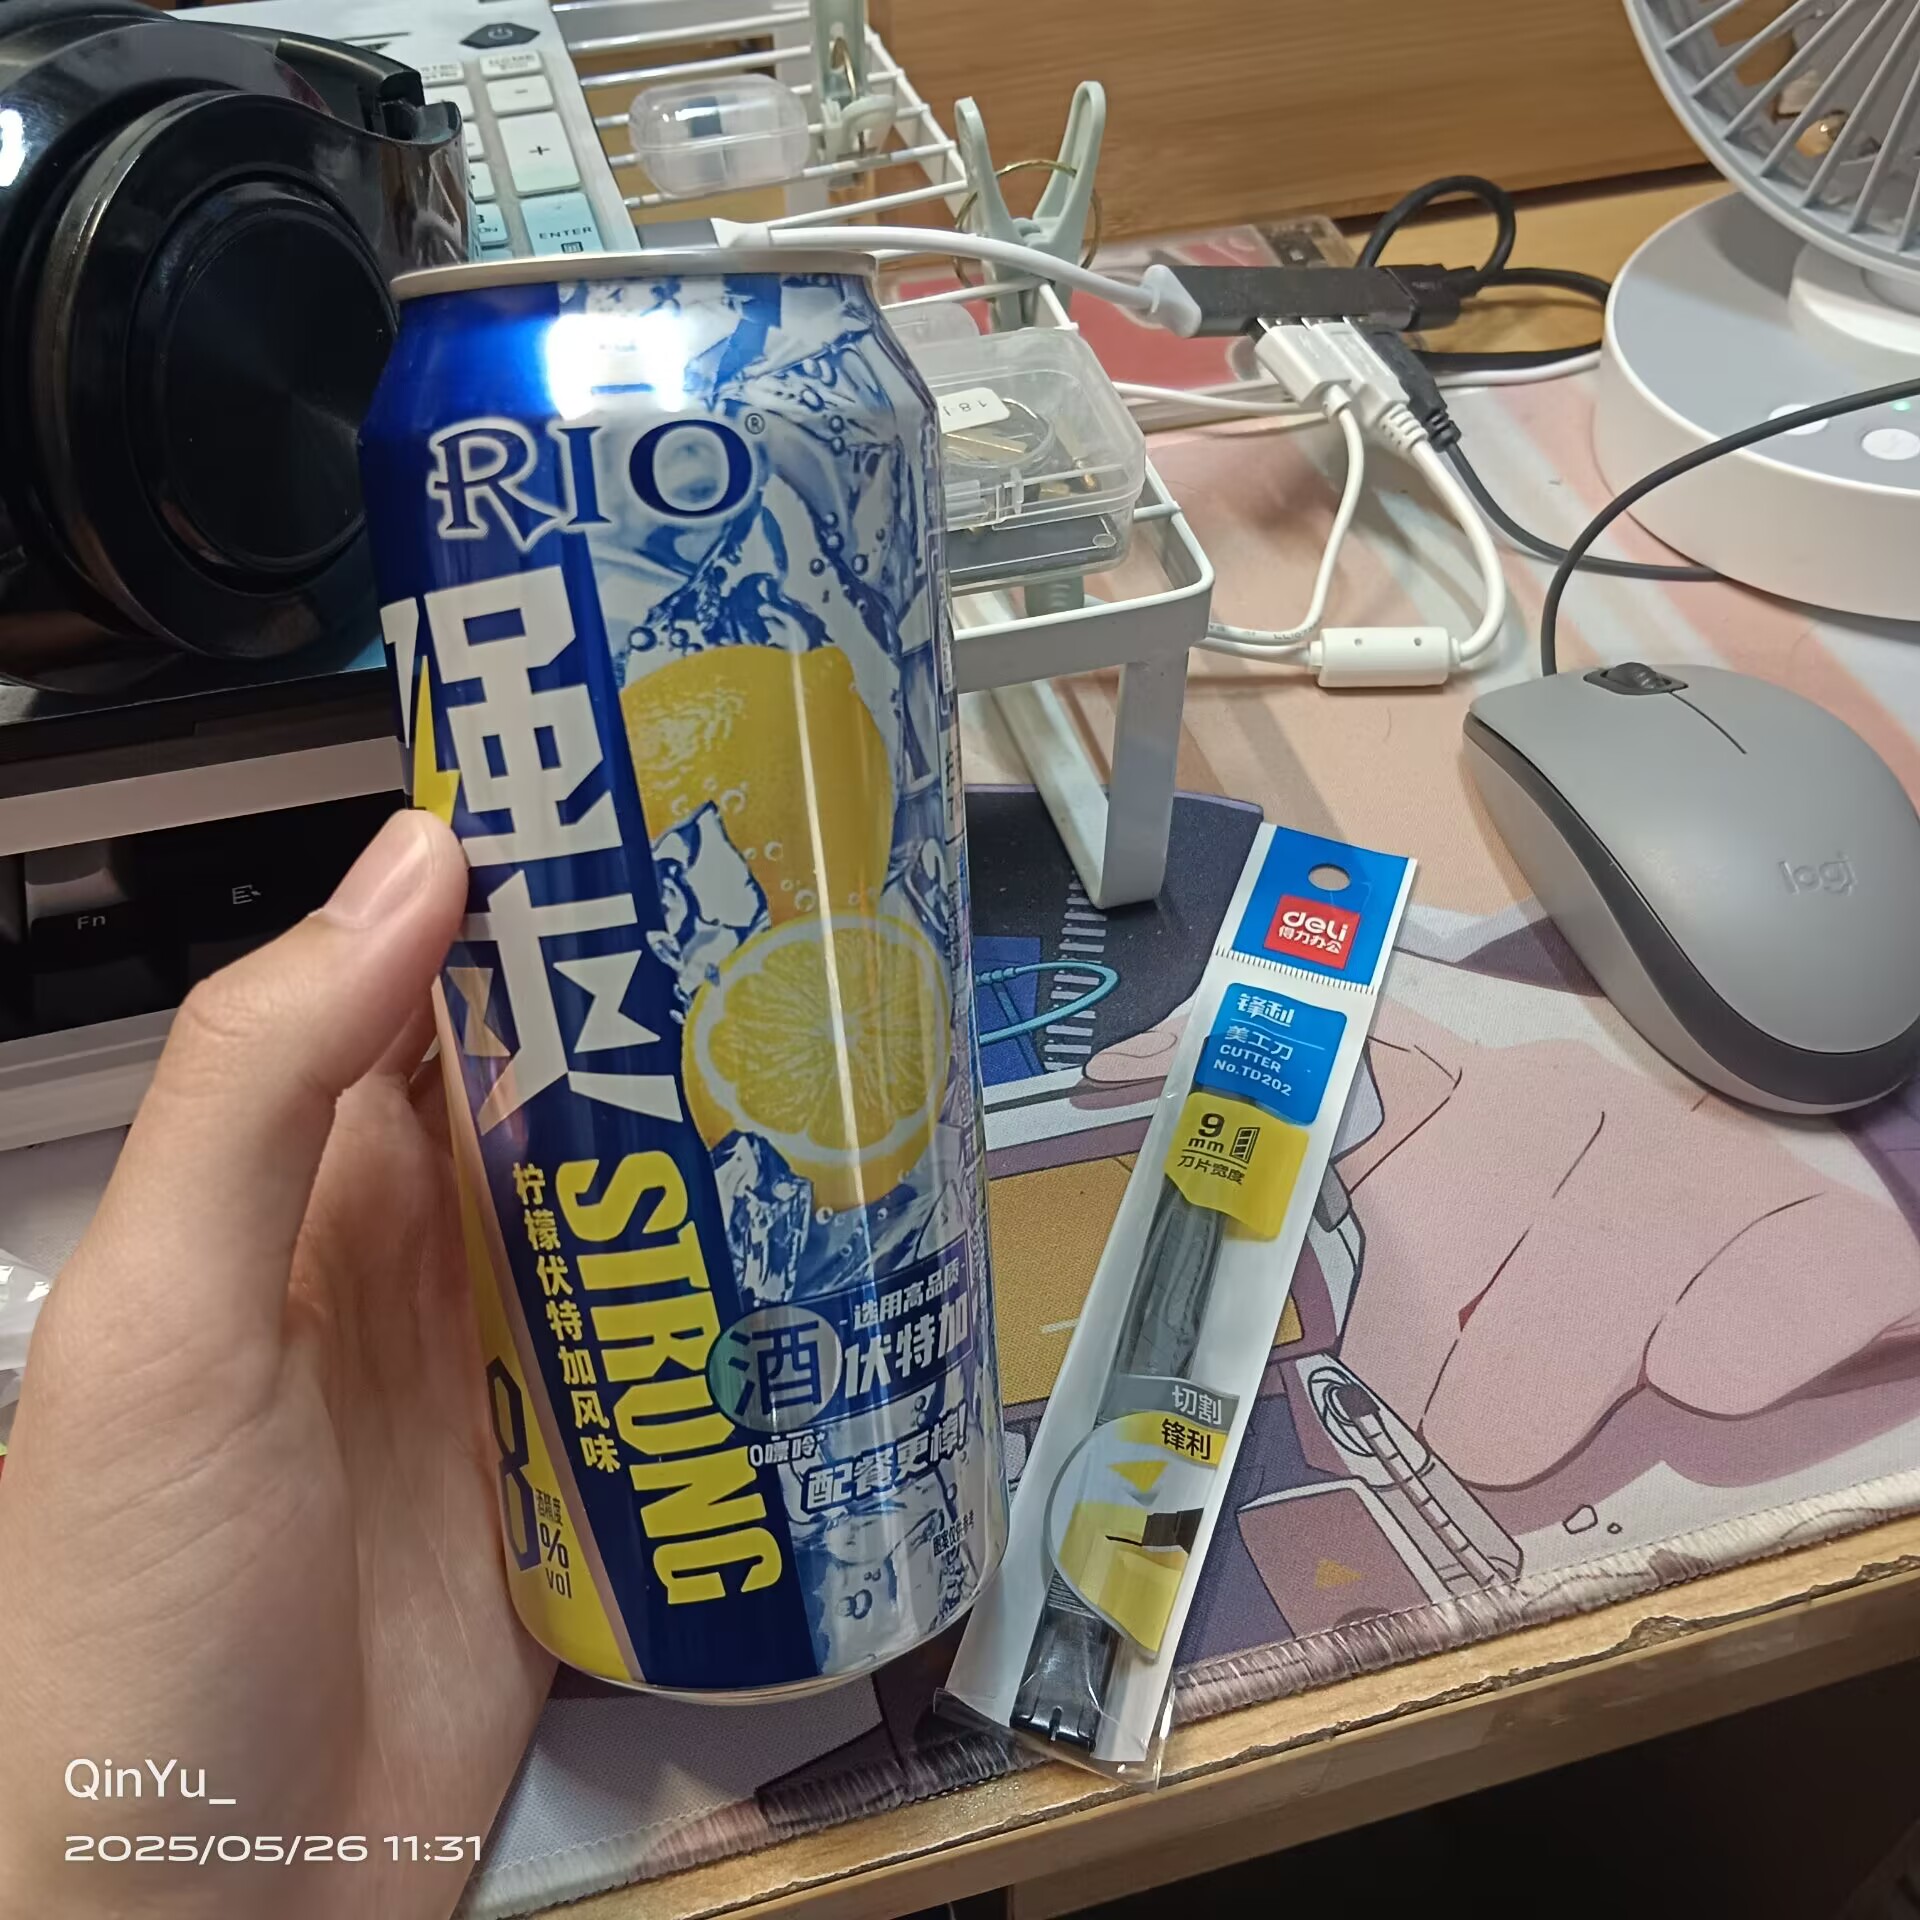 ENTER
+
-
RIO®
强爽
STRONG
柠檬伏特加风味
选用高品质
酒
伏特加
0嘌呤*
配餐更棒!
8
酒精度
%
vol
Fn
deli
得力办公
锋利
美工刀
CUTTER
No.TD202
9
mm
刀片宽度
切割
锋利
logi
QinYu_
2025/05/26 11:31